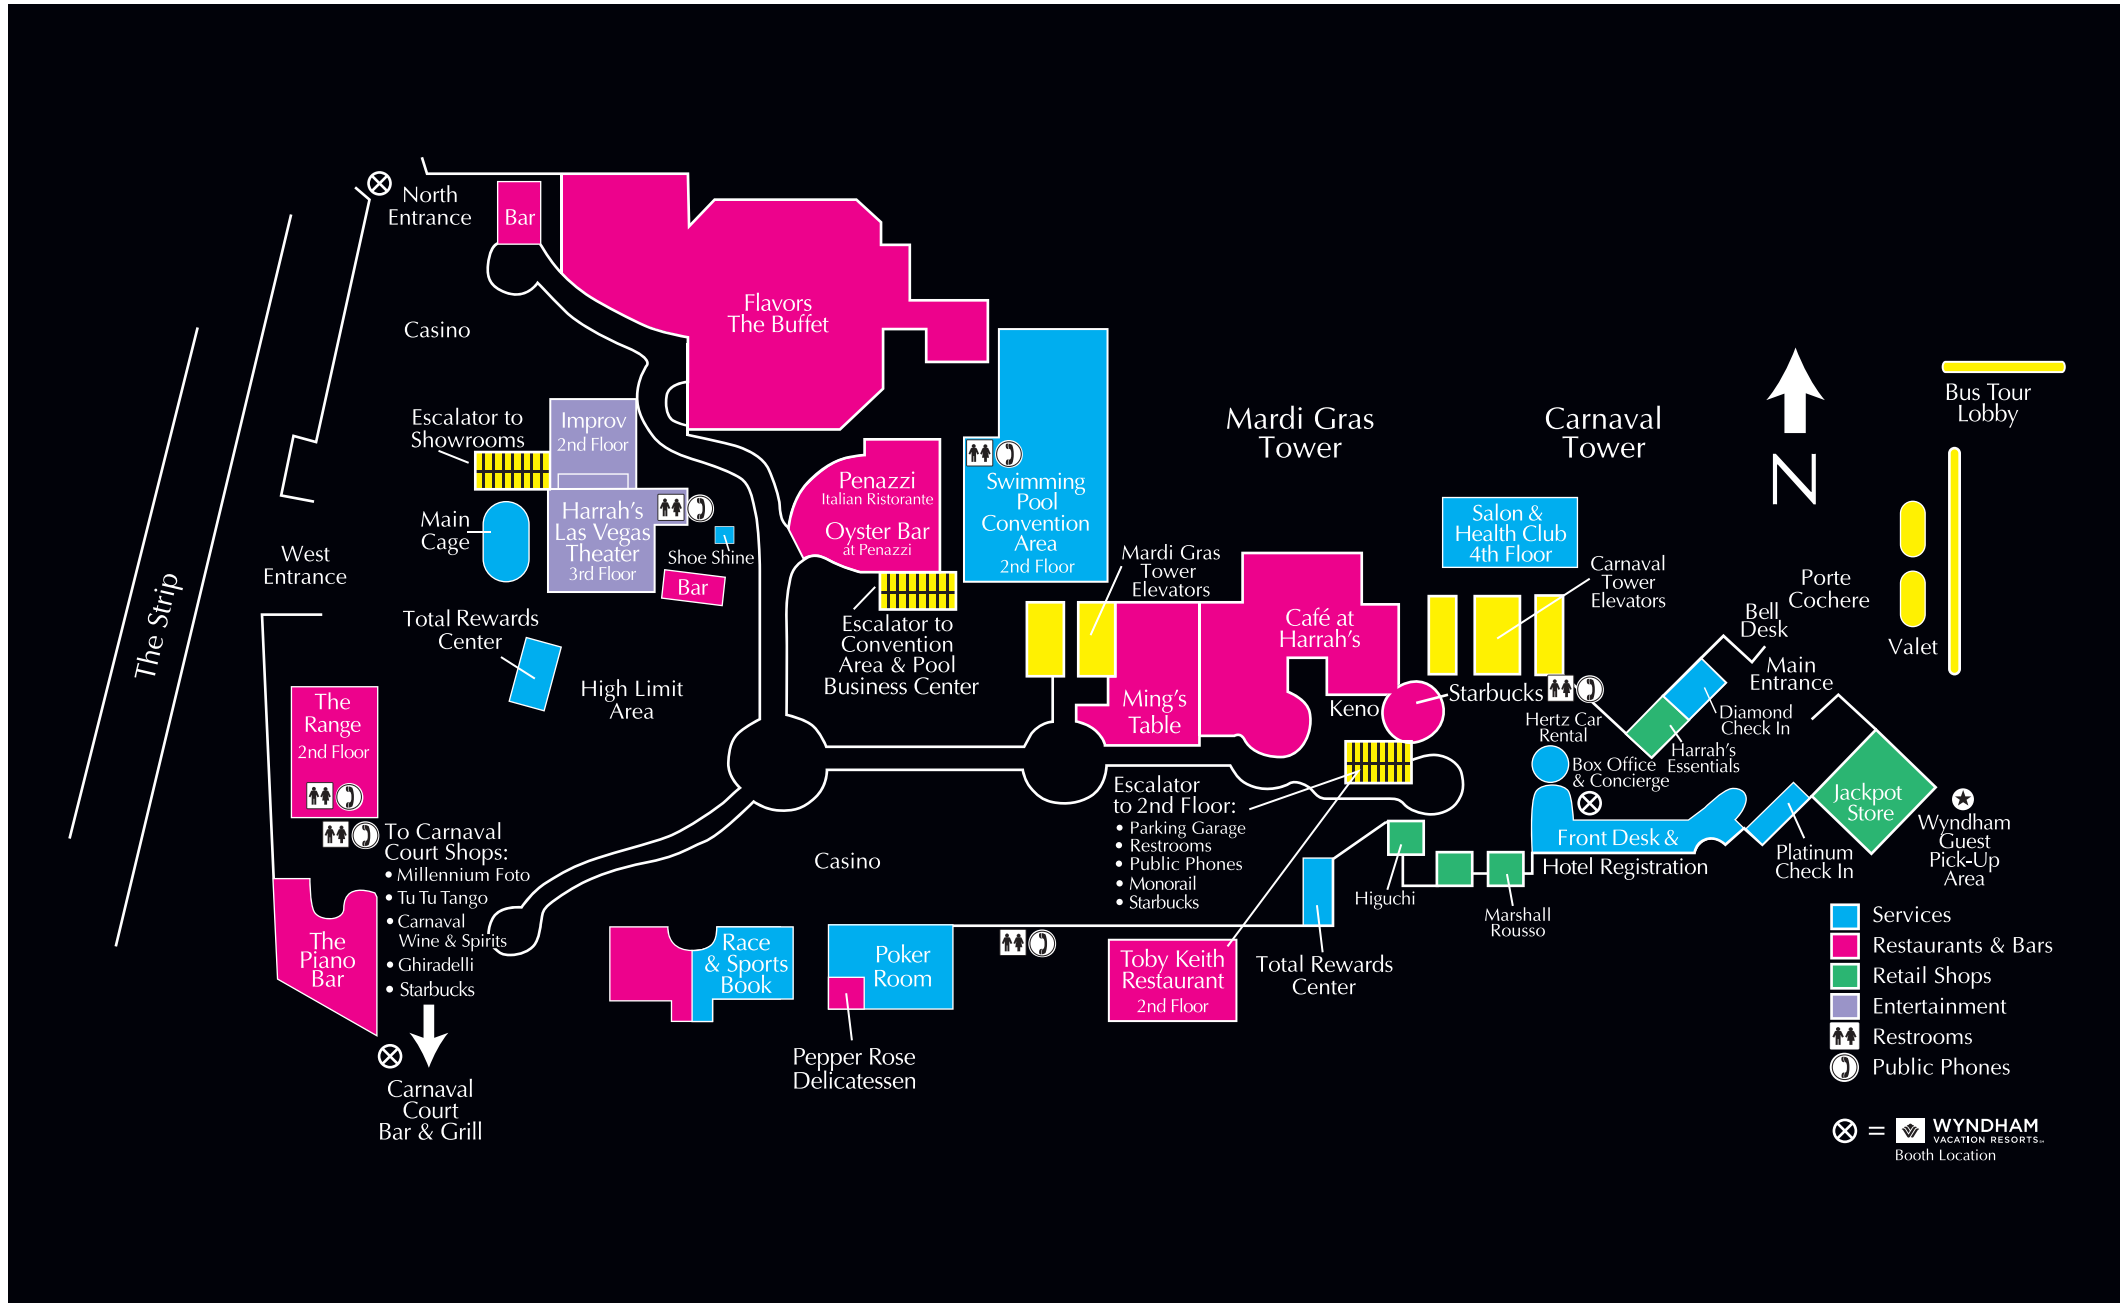 North
Entrance
Bar
Flavors
The Buffet
Casino
Escalator to
Showrooms
Improv
2nd Floor
Main
Cage
Harrah's
Las Vegas
Theater
3rd Floor
Shoe Shine
Bar
Penazzi
Italian Ristorante
Oyster Bar
at Penazzi
Swimming
Pool
Convention
Area
2nd Floor
Mardi Gras
Tower
Carnaval
Tower
N
Bus Tour
Lobby
West
Entrance
The Strip
Total Rewards
Center
High Limit
Area
Escalator to
Convention
Area & Pool
Business Center
Mardi Gras
Tower
Elevators
Ming's
Table
Café at
Harrah's
Salon &
Health Club
4th Floor
Carnaval
Tower
Elevators
Porte
Cochere
Bell
Desk
Valet
Main
Entrance
Keno
Starbucks
Hertz Car
Rental
Diamond
Check In
Harrah's
Essentials
Box Office
& Concierge
The
Range
2nd Floor
Escalator
to 2nd Floor:
• Parking Garage
• Restrooms
• Public Phones
• Monorail
• Starbucks
Front Desk &
Hotel Registration
Platinum
Check In
Jackpot
Store
Wyndham
Guest
Pick-Up
Area
To Carnaval
Court Shops:
• Millennium Foto
• Tu Tu Tango
• Carnaval
Wine & Spirits
• Ghiradelli
• Starbucks
Casino
Higuchi
Marshall
Rousso
The
Piano
Bar
Race
& Sports
Book
Poker
Room
Toby Keith
Restaurant
2nd Floor
Total Rewards
Center
Pepper Rose
Delicatessen
Carnaval
Court
Bar & Grill
Services
Restaurants & Bars
Retail Shops
Entertainment
Restrooms
Public Phones
= WYNDHAM
VACATION RESORTS
Booth Location